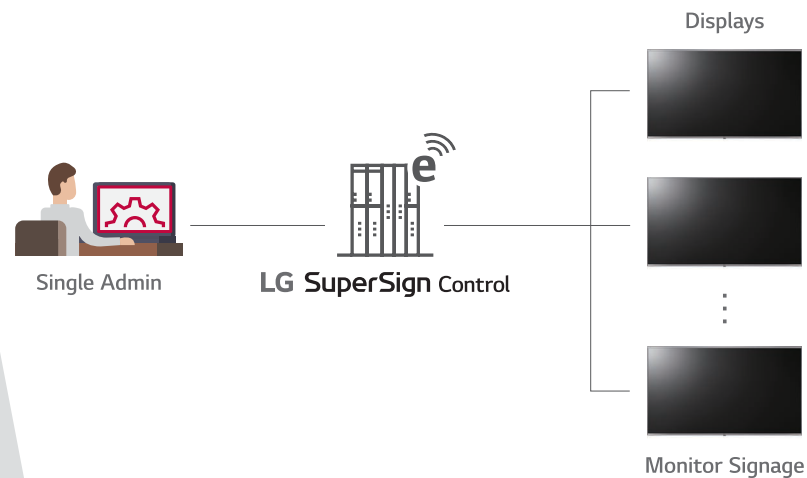 Displays
e
Single Admin
LG SuperSign Control
Monitor Signage